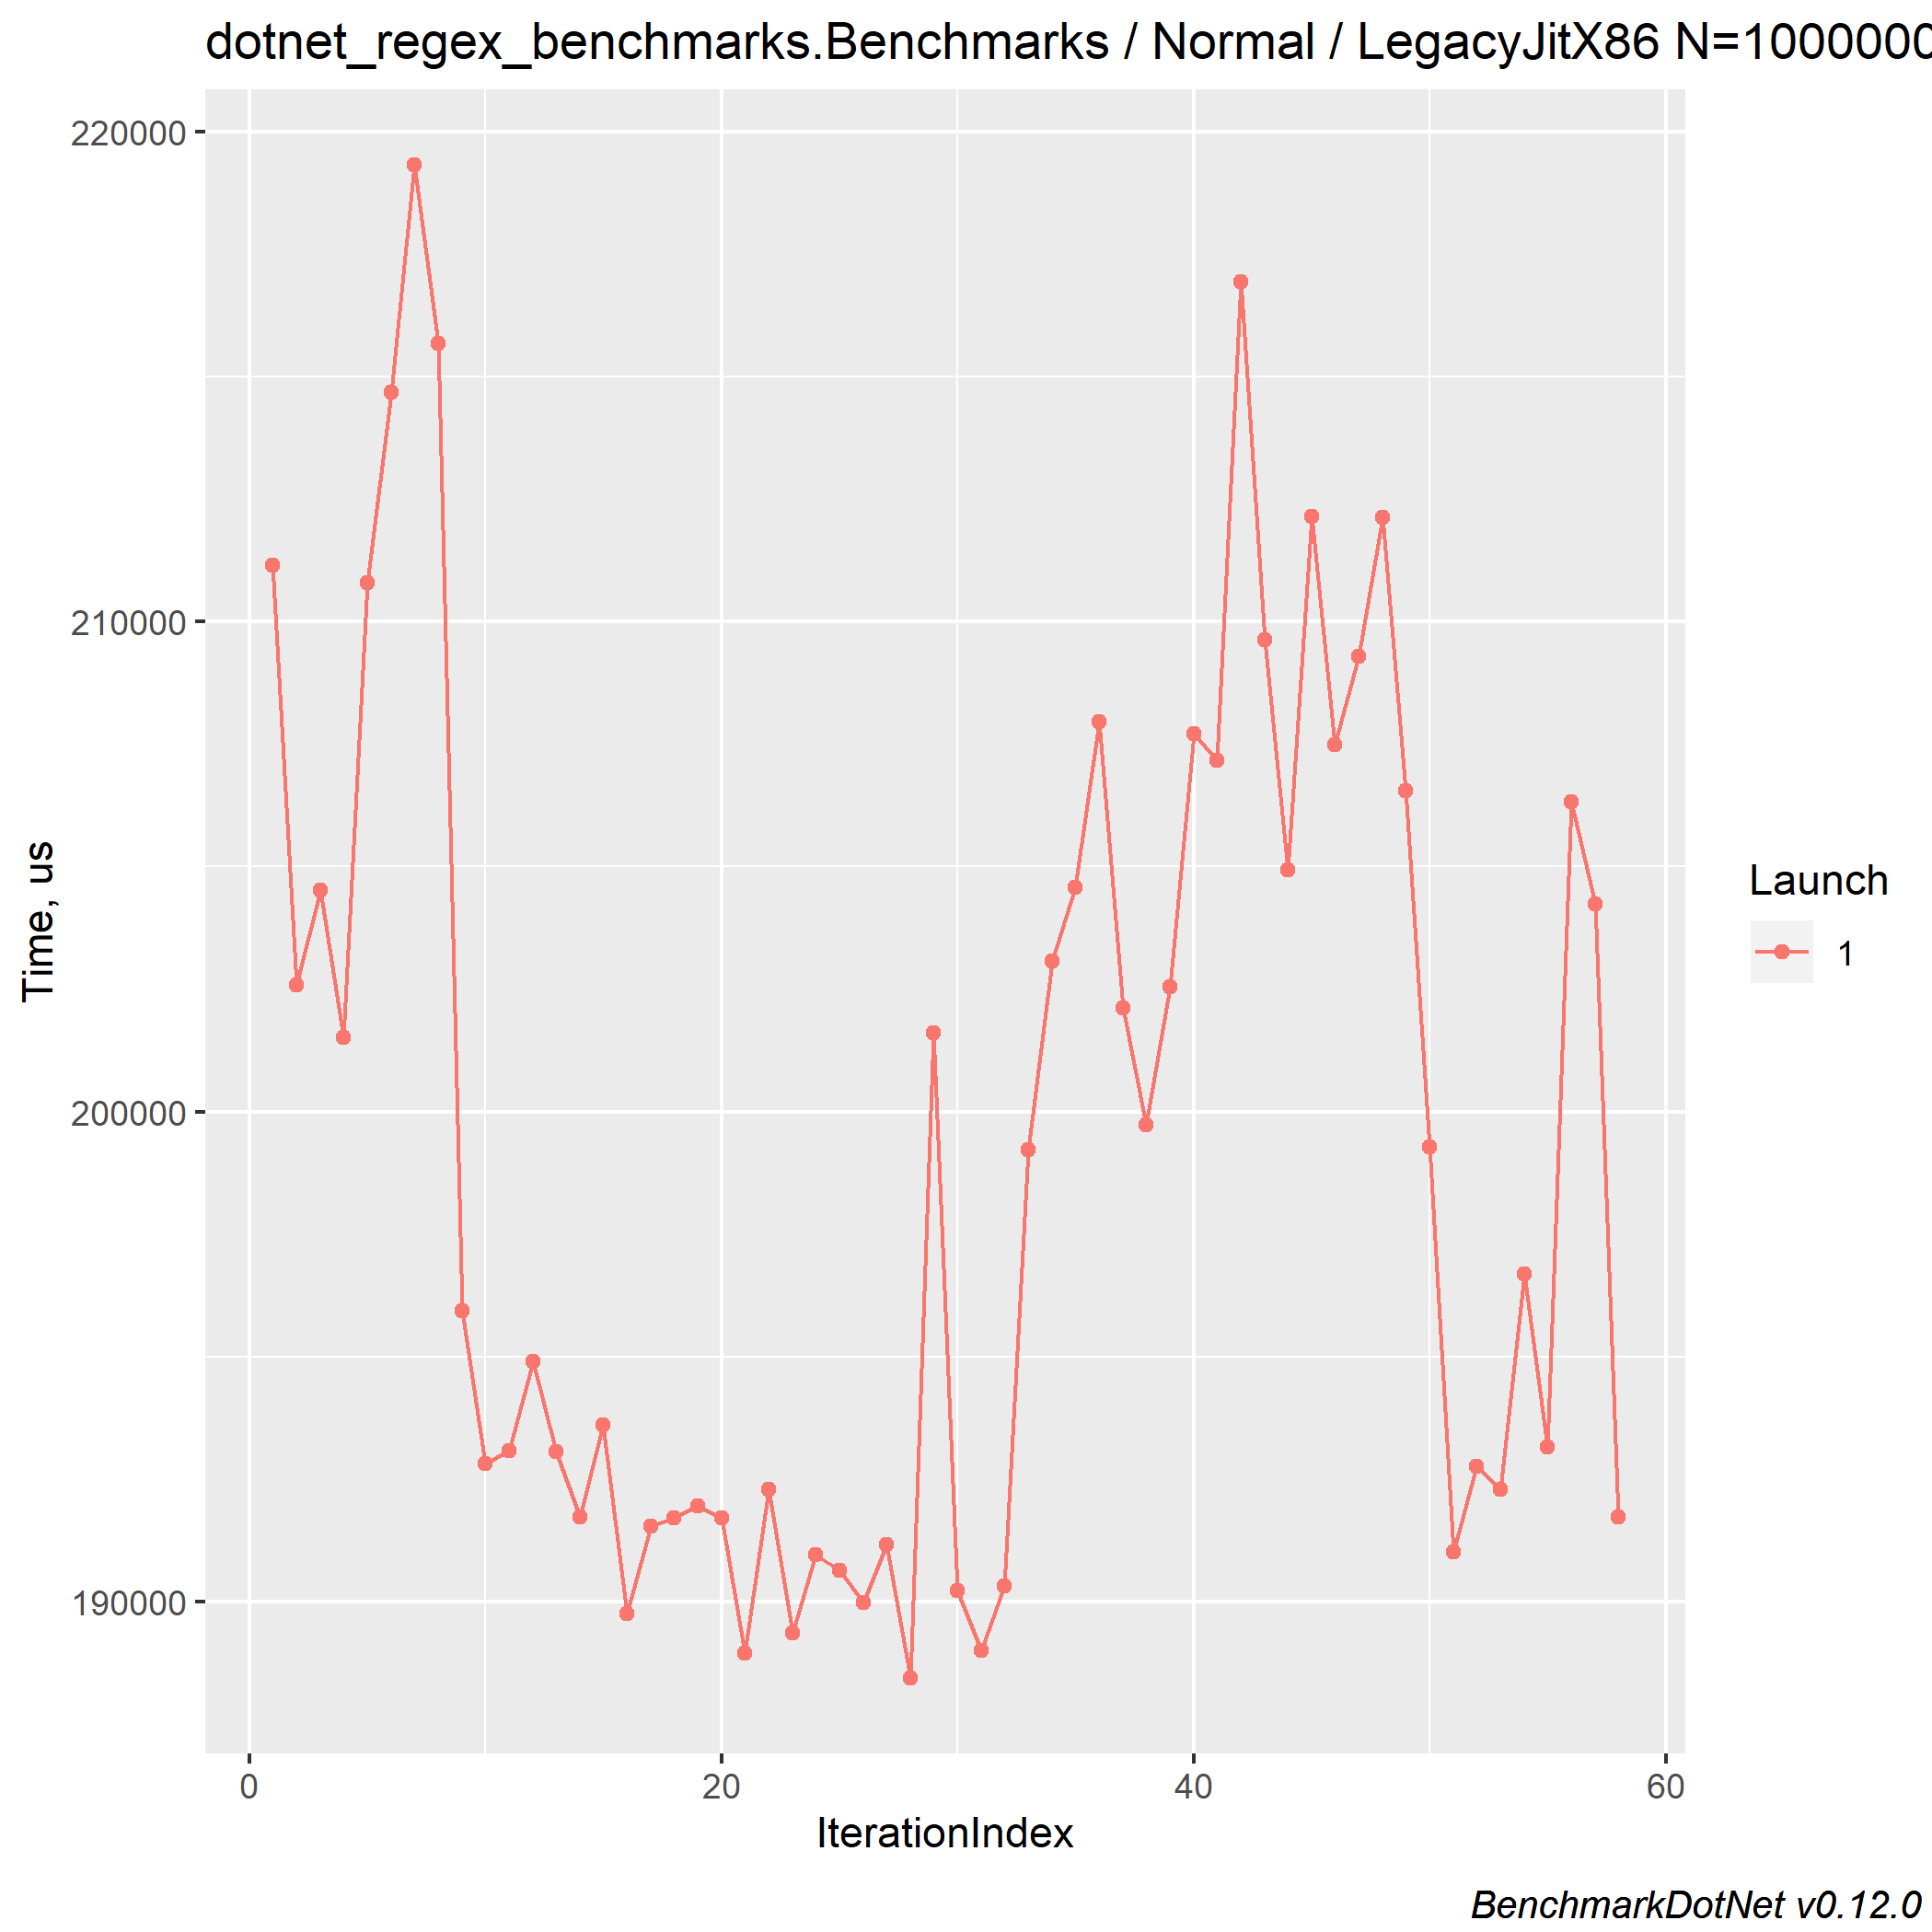 dotnet_regex_benchmarks.Benchmarks / Normal / LegacyJitX86 N=1000000
220000
210000
200000
190000
Time, us
0 20 40 60
IterationIndex
Launch
1
BenchmarkDotNet v0.12.0